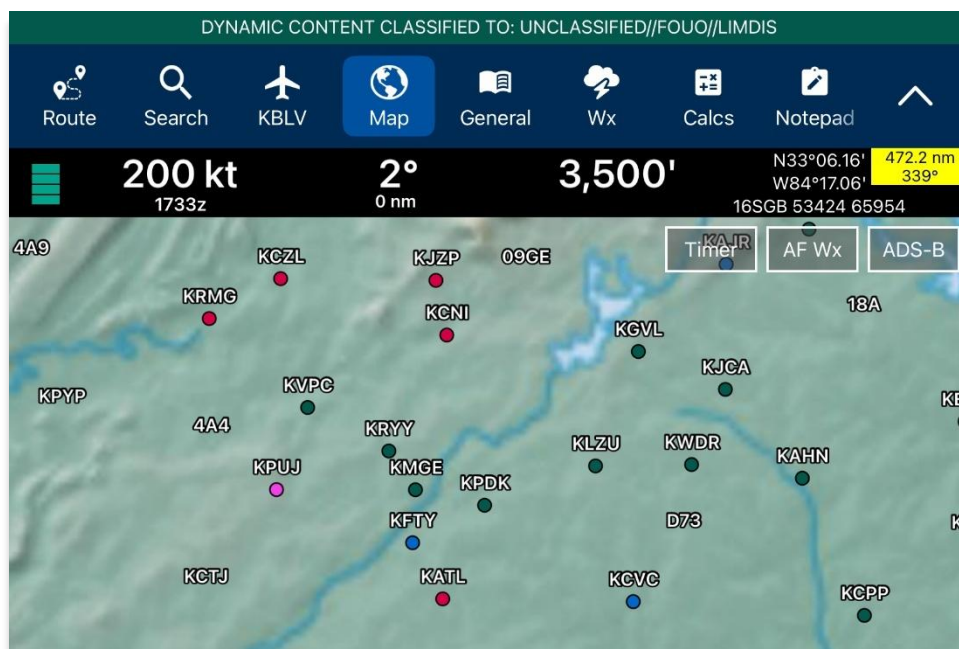 DYNAMIC CONTENT CLASSIFIED TO: UNCLASSIFIED//FOUO//LIMDIS
Route Search KBLV Map General Wx Calcs Notepad
200 kt 2° 3,500' N33°06.16' 472.2 nm
1733z 0 nm W84°17.06' 339°
16SGB 53424 65954
Timer AF Wx ADS-B
4A9 KCZL KJZP 09GE KAJR
KRMG KCNI 18A
KGVL
KPYP KVPC KJCA
4A4 KRYY KLZU KWDR KAHN
KPUJ KMGE KPDK
KFTY D73
KCTJ KATL KCVC KCPP